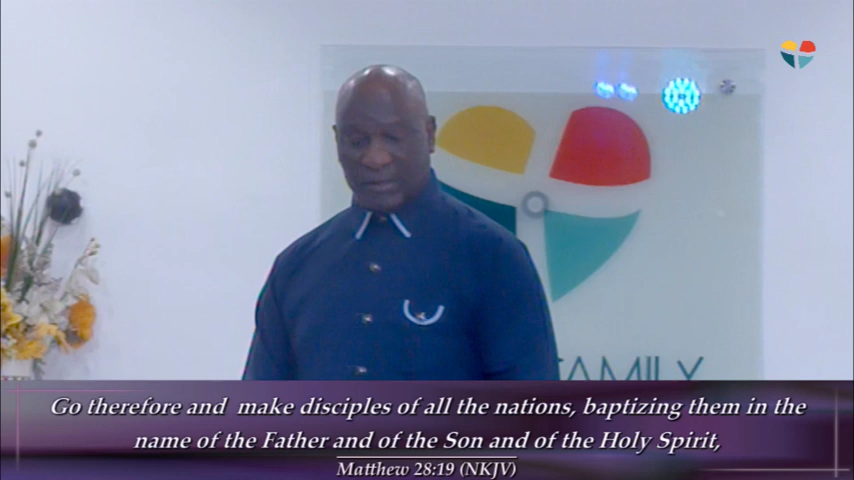 FAMILY
Go therefore and make disciples of all the nations, baptizing them in the
name of the Father and of the Son and of the Holy Spirit,
Matthew 28:19 (NKJV)